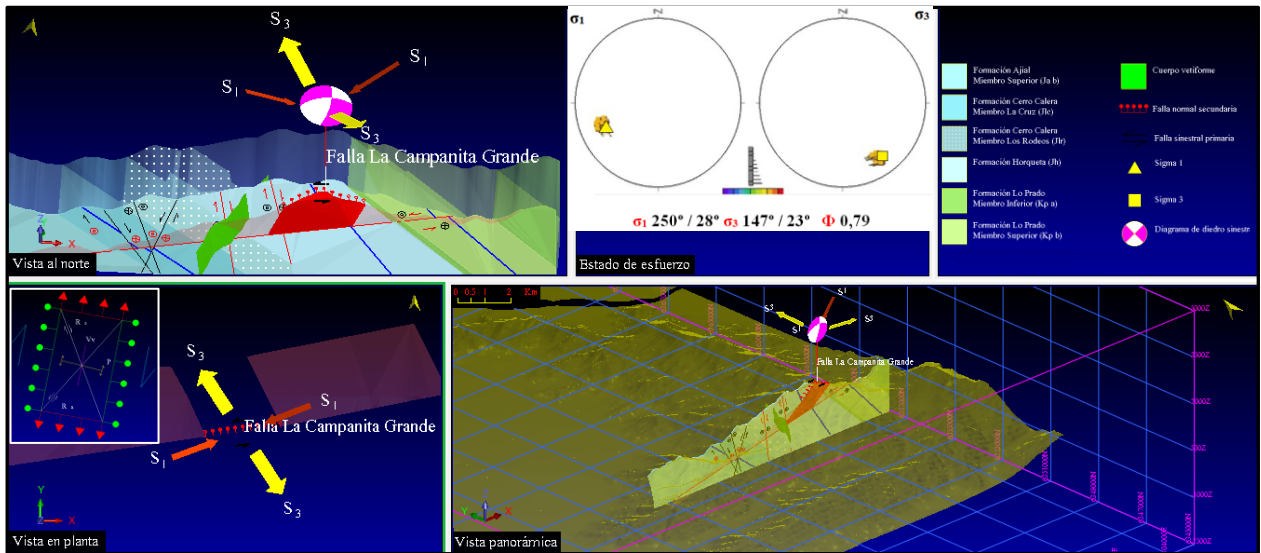 S3
S1
S1
S3
Falla La Campanita Grande
Z
X
Vista al norte
σ1
N
N
σ3
σ1 250º / 28º σ3 147º / 23º Φ 0,79
Estado de esfuerzo
Formación Ajial
Miembro Superior (Ja b)
Formación Cerro Calera
Miembro La Cruz (Jlc)
Formación Cerro Calera
Miembro Los Rodeos (Jlr)
Formación Horqueta (Jh)
Formación Lo Prado
Miembro Inferior (Kp a)
Formación Lo Prado
Miembro Superior (Kp b)
Cuerpo vetiforme
Falla normal secundaria
Falla sinestral primaria
Sigma 1
Sigma 3
Diagrama de diedro sinestr
R
Vv
P
R
S3
S1
Falla La Campanita Grande
S1
S3
Y
Z
X
Vista en planta
0 0.5 1 2 Km
S1
S3
S1
S3
Falla La Campanita Grande
Vista panorámica